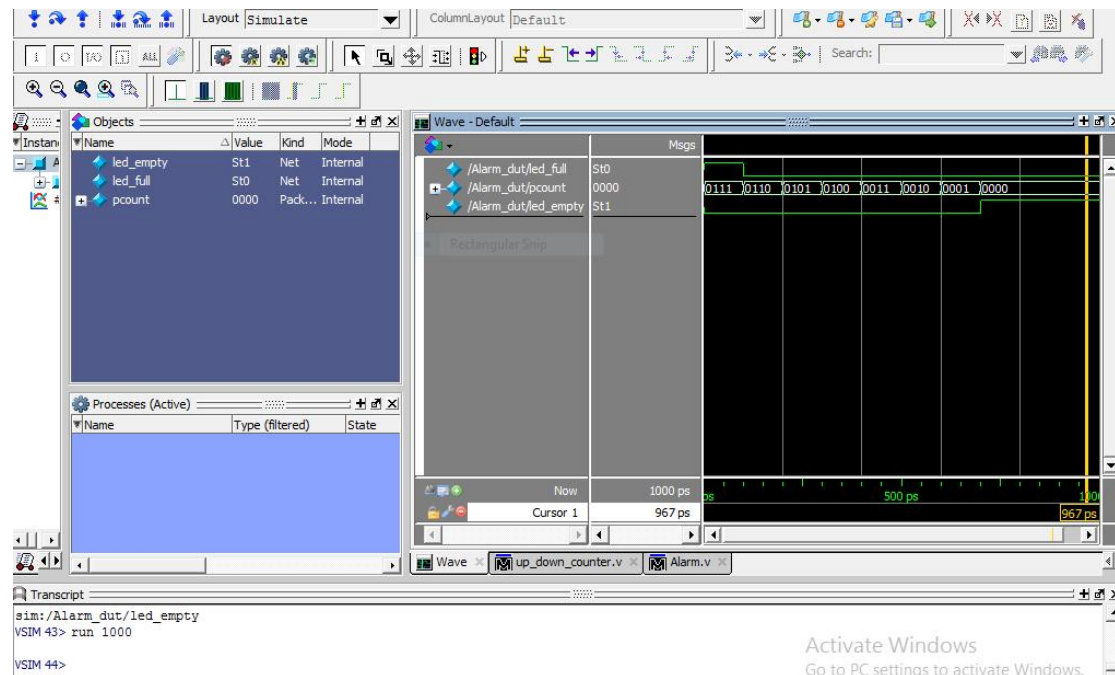 Layout Simulate
ColumnLayout Default
ALL
Search:
Objects
Wave - Default
Name Value Kind Mode
Msgs
led_empty St1 Net Internal
led_full St0 Net Internal
pcount 0000 Pack... Internal
/Alarm_dut/led_full St0
/Alarm_dut/pcount 0000 0111 0110 0101 0100 0011 0010 0001 0000
/Alarm_dut/led_empty St1
Rectangular Snip
Processes (Active)
Name Type (filtered) State
Now 1000 ps
500 ps
Cursor 1 967 ps
967 ps
Wave up_down_counter.v Alarm.v
Transcript
sim:/Alarm_dut/led_empty
VSIM 43> run 1000
VSIM 44>
Activate Windows
Go to PC settings to activate Windows.